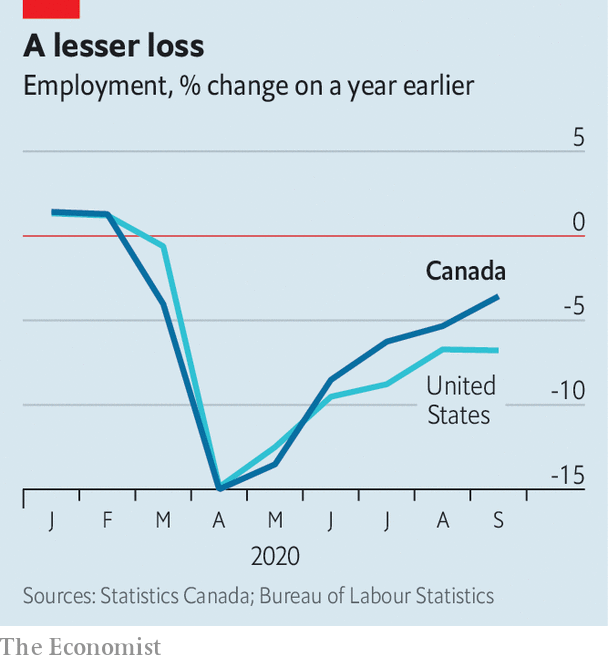 A lesser loss
Employment, % change on a year earlier
5
0
Canada
-5
United
States
-10
-15
J F M A M J J A S
2020
Sources: Statistics Canada; Bureau of Labour Statistics
The Economist